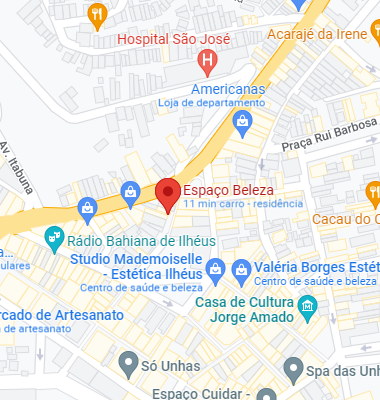 Hospital São José
Acarajé da Irene
Americanas
Loja de departamento
Praça Rui Barbosa
Av. Itabuna
Espaço Beleza
11 min carro - residência
Cacau do C
Rádio Bahiana de Ilhéus
a...
ulares
Studio Mademoiselle
- Estética Ilhéus
Centro de saúde e beleza
Valéria Borges Estét
Centro de saúde e beleza
Casa de Cultura
Jorge Amado
rcado de Artesanato
a de artesanato
Só Unhas
Spa das Unh
Espaço Cuidar -